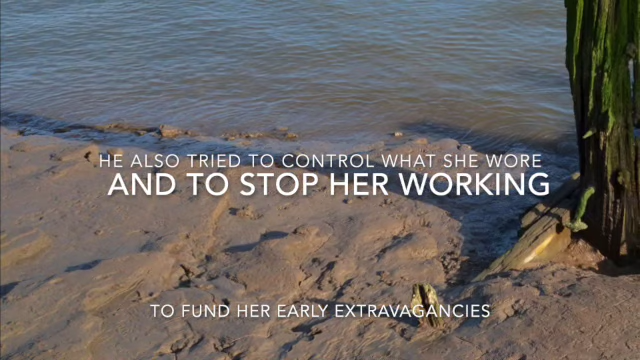 HE ALSO TRIED TO CONTROL WHAT SHE WORE
AND TO STOP HER WORKING
TO FUND HER EARLY EXTRAVAGANCIES